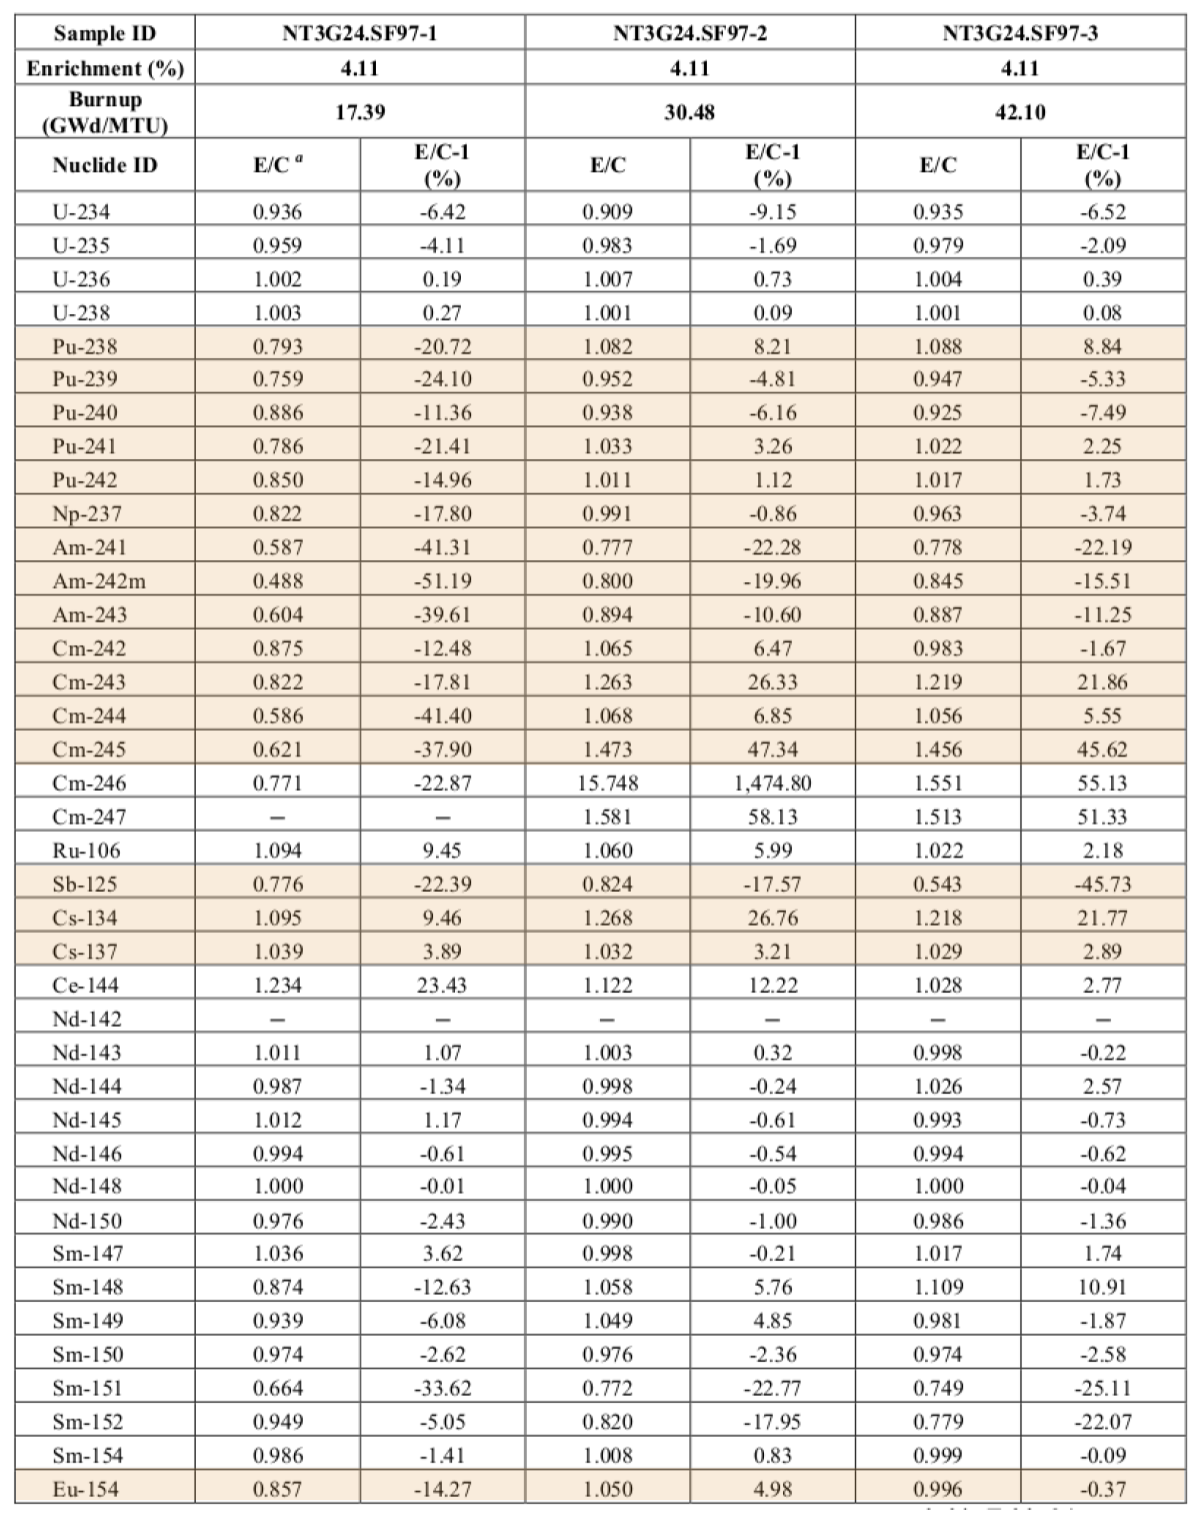 Sample ID NT3G24.SF97-1 NT3G24.SF97-2 NT3G24.SF97-3
Enrichment (%) 4.11 4.11 4.11
Burnup (GWd/MTU) 17.39 30.48 42.10
Nuclide ID E/C a E/C-1 (%) E/C E/C-1 (%) E/C E/C-1 (%)
U-234 0.936 -6.42 0.909 -9.15 0.935 -6.52
U-235 0.959 -4.11 0.983 -1.69 0.979 -2.09
U-236 1.002 0.19 1.007 0.73 1.004 0.39
U-238 1.003 0.27 1.001 0.09 1.001 0.08
Pu-238 0.793 -20.72 1.082 8.21 1.088 8.84
Pu-239 0.759 -24.10 0.952 -4.81 0.947 -5.33
Pu-240 0.886 -11.36 0.938 -6.16 0.925 -7.49
Pu-241 0.786 -21.41 1.033 3.26 1.022 2.25
Pu-242 0.850 -14.96 1.011 1.12 1.017 1.73
Np-237 0.822 -17.80 0.991 -0.86 0.963 -3.74
Am-241 0.587 -41.31 0.777 -22.28 0.778 -22.19
Am-242m 0.488 -51.19 0.800 -19.96 0.845 -15.51
Am-243 0.604 -39.61 0.894 -10.60 0.887 -11.25
Cm-242 0.875 -12.48 1.065 6.47 0.983 -1.67
Cm-243 0.822 -17.81 1.263 26.33 1.219 21.86
Cm-244 0.586 -41.40 1.068 6.85 1.056 5.55
Cm-245 0.621 -37.90 1.473 47.34 1.456 45.62
Cm-246 0.771 -22.87 15.748 1,474.80 1.551 55.13
Cm-247 – – 1.581 58.13 1.513 51.33
Ru-106 1.094 9.45 1.060 5.99 1.022 2.18
Sb-125 0.776 -22.39 0.824 -17.57 0.543 -45.73
Cs-134 1.095 9.46 1.268 26.76 1.218 21.77
Cs-137 1.039 3.89 1.032 3.21 1.029 2.89
Ce-144 1.234 23.43 1.122 12.22 1.028 2.77
Nd-142 – – – – – –
Nd-143 1.011 1.07 1.003 0.32 0.998 -0.22
Nd-144 0.987 -1.34 0.998 -0.24 1.026 2.57
Nd-145 1.012 1.17 0.994 -0.61 0.993 -0.73
Nd-146 0.994 -0.61 0.995 -0.54 0.994 -0.62
Nd-148 1.000 -0.01 1.000 -0.05 1.000 -0.04
Nd-150 0.976 -2.43 0.990 -1.00 0.986 -1.36
Sm-147 1.036 3.62 0.998 -0.21 1.017 1.74
Sm-148 0.874 -12.63 1.058 5.76 1.109 10.91
Sm-149 0.939 -6.08 1.049 4.85 0.981 -1.87
Sm-150 0.974 -2.62 0.976 -2.36 0.974 -2.58
Sm-151 0.664 -33.62 0.772 -22.77 0.749 -25.11
Sm-152 0.949 -5.05 0.820 -17.95 0.779 -22.07
Sm-154 0.986 -1.41 1.008 0.83 0.999 -0.09
Eu-154 0.857 -14.27 1.050 4.98 0.996 -0.37